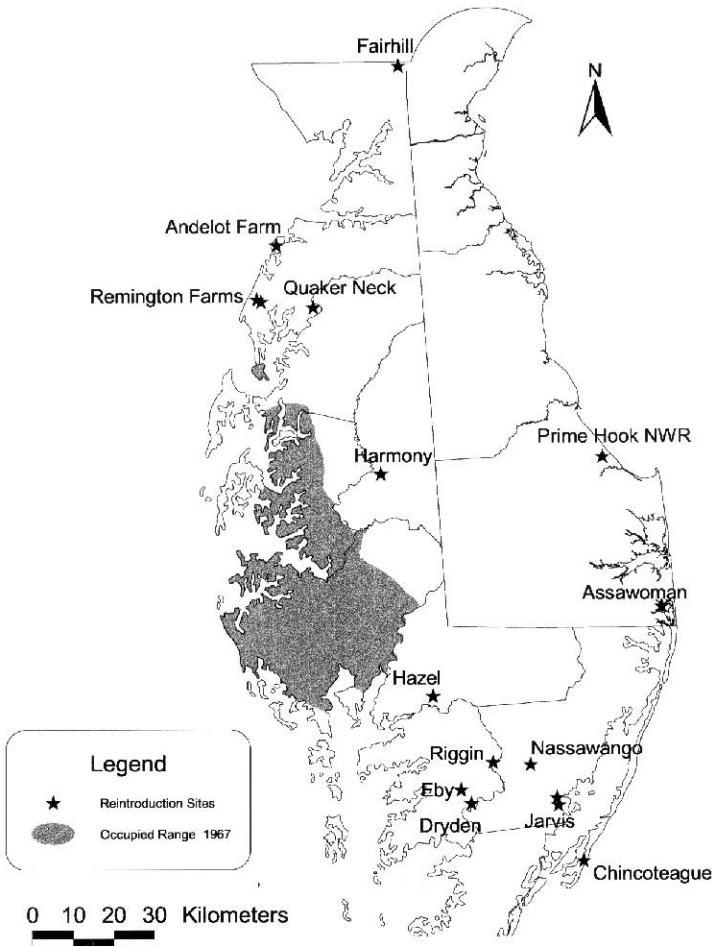 Fairhill
N
Andelot Farm
Remington Farms
Quaker Neck
Prime Hook NWR
Harmony
Assawoman
Hazel
Riggin
Nassawango
Eby
Dryden
Jarvis
Chincoteague
Legend
Reintroduction Sites
Occupied Range 1967
0 10 20 30 Kilometers